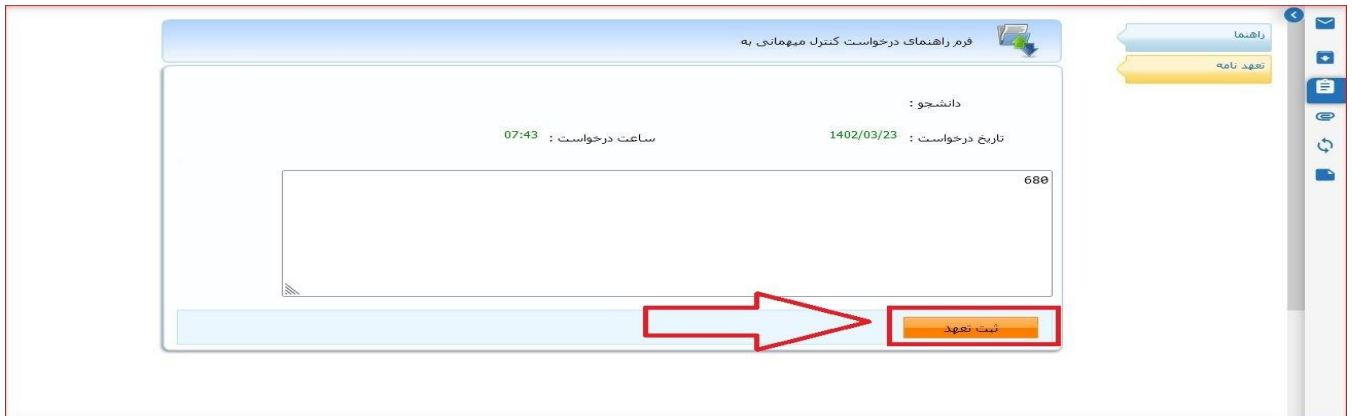 راهنما
تعهد نامه
فرم راهنمای درخواست کنترل میهمانی به
دانشجو :
تاریخ درخواست : 1402/03/23 ساعت درخواست : 07:43
680
ثبت تعهد